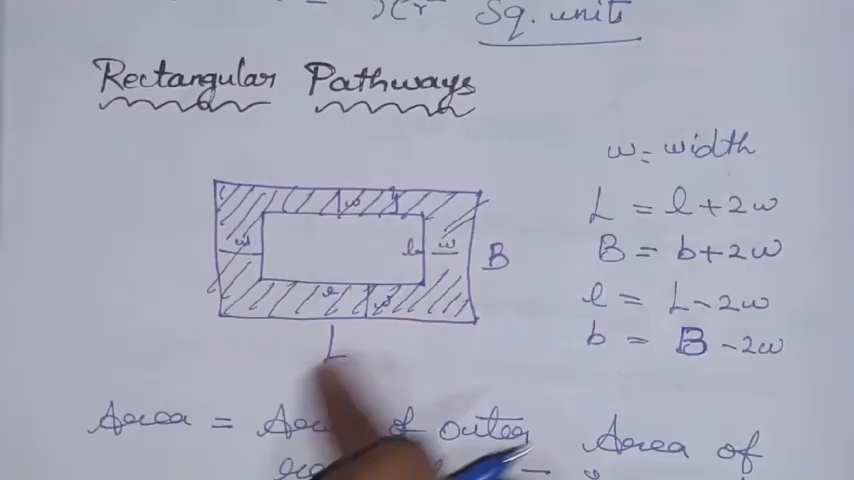 Sq. units
Rectangular Pathways
w = width
L = l + 2w
B = b + 2w
l = L - 2w
b = B - 2w
w
w
w
B
L
Area = Area of outer
- Area of